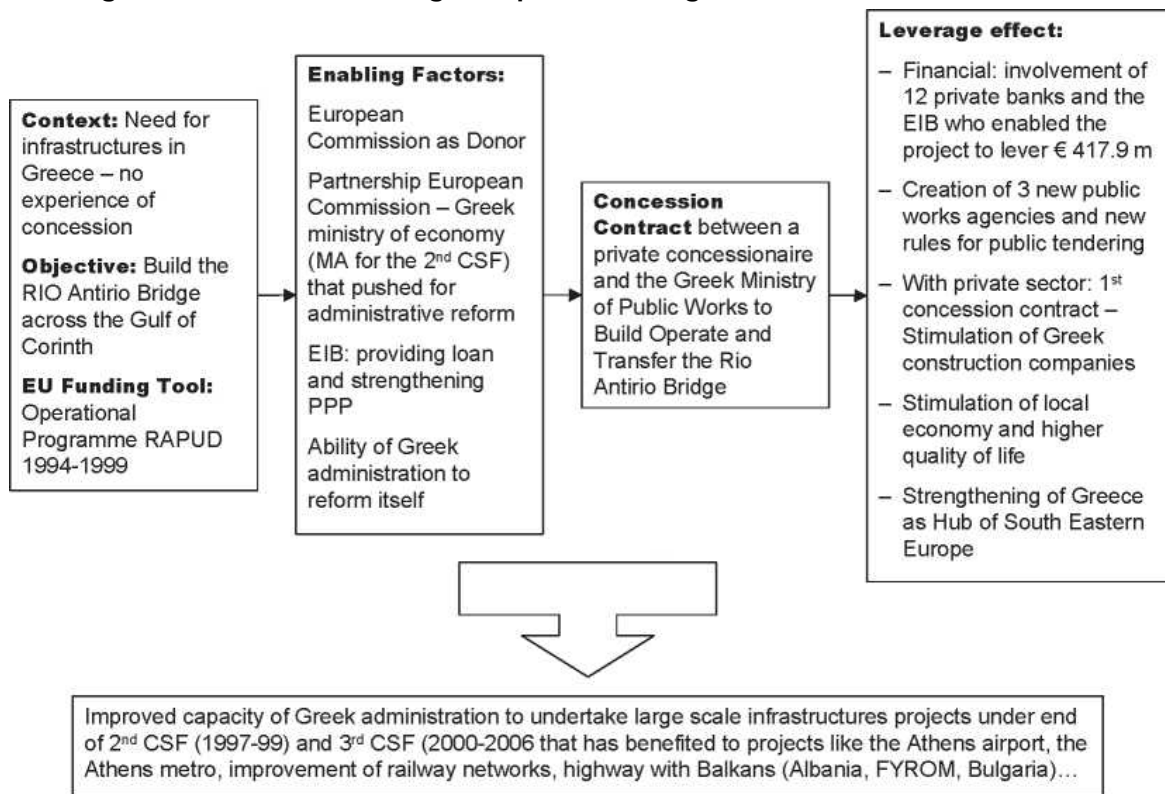 Context: Need for
infrastructures in
Greece – no
experience of
concession
Objective: Build the
RIO Antirio Bridge
across the Gulf of
Corinth
EU Funding Tool:
Operational
Programme RAPUD
1994-1999
Enabling Factors:
European
Commission as Donor
Partnership European
Commission – Greek
ministry of economy
(MA for the 2nd CSF)
that pushed for
administrative reform
EIB: providing loan
and strengthening
PPP
Ability of Greek
administration to
reform itself
Concession
Contract between a
private concessionaire
and the Greek Ministry
of Public Works to
Build Operate and
Transfer the Rio
Antirio Bridge
Leverage effect:
– Financial: involvement of
12 private banks and the
EIB who enabled the
project to lever € 417.9 m
– Creation of 3 new public
works agencies and new
rules for public tendering
– With private sector: 1st
concession contract –
Stimulation of Greek
construction companies
– Stimulation of local
economy and higher
quality of life
– Strengthening of Greece
as Hub of South Eastern
Europe
Improved capacity of Greek administration to undertake large scale infrastructures projects under end
of 2nd CSF (1997-99) and 3rd CSF (2000-2006 that has benefited to projects like the Athens airport, the
Athens metro, improvement of railway networks, highway with Balkans (Albania, FYROM, Bulgaria)…